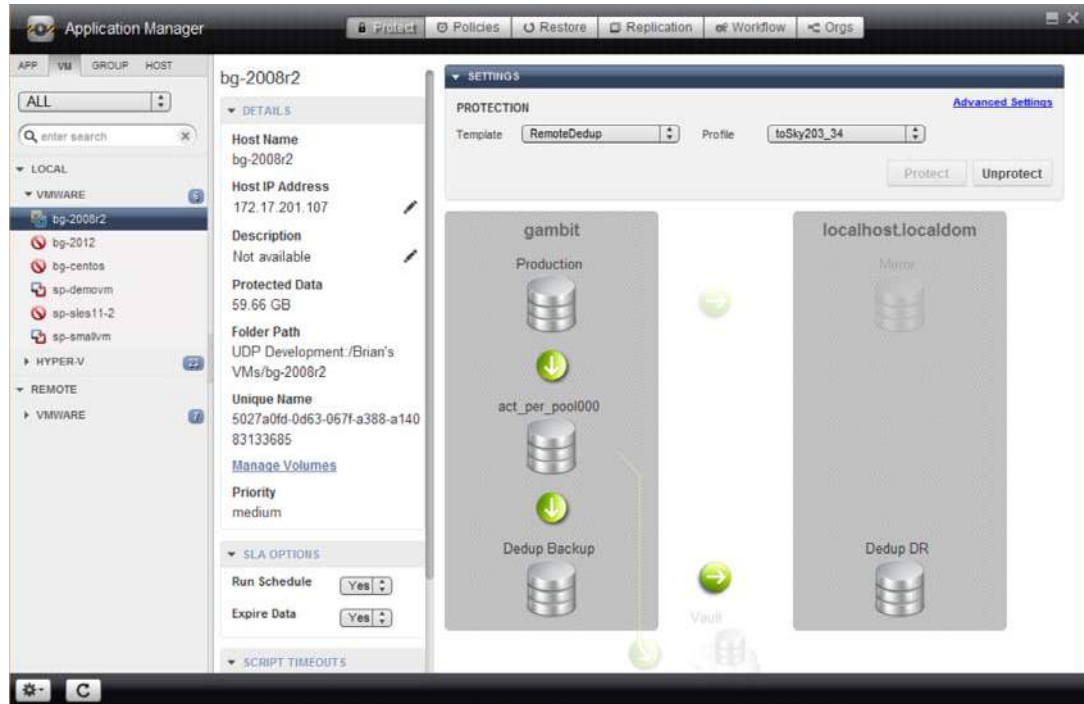 Application Manager
Protect
Policies
Restore
Replication
Workflow
Orgs
APP VM GROUP HOST
ALL
enter search
LOCAL
VMWARE
bg-2008r2
bg-2012
bg-centos
sp-demovm
sp-sles11-2
sp-smallvm
HYPER-V 23
REMOTE
VMWARE 7
bg-2008r2
DETAILS
Host Name
bg-2008r2
Host IP Address
172.17.201.107
Description
Not available
Protected Data
59.66 GB
Folder Path
UDP Development:/Brian's
VMs/bg-2008r2
Unique Name
5027a0fd-0d63-067f-a388-a140
83133685
Manage Volumes
Priority
medium
SLA OPTIONS
Run Schedule Yes
Expire Data Yes
SCRIPT TIMEOUTS
SETTINGS
PROTECTION
Advanced Settings
Template RemoteDedup Profile toSky203_34
Protect Unprotect
gambit
localhost.localdom
Production
Mirror
act_per_pool000
Dedup Backup
Dedup DR
Vault